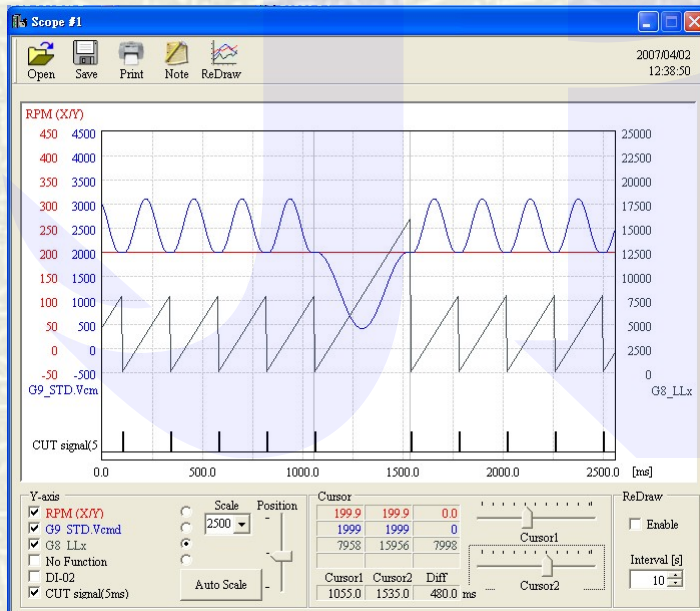 Scope #1
Open Save Print Note ReDraw
2007/04/02
12:38:50
RPM (X/Y)
450 4500 25000
400 4000 22500
350 3500 20000
300 3000 17500
250 2500 15000
200 2000 12500
150 1500 10000
100 1000 7500
50 500 5000
0 0 2500
-50 -500 0
G9_STD.Vcm G8_LLx
CUT signal(5
0.0 500.0 1000.0 1500.0 2000.0 2500.0 [ms]
Y-axis
RPM (X/Y)
G9_STD.Vcmd
G8_LLx
No Function
DI-02
CUT signal(5ms)
Scale Position
2500
Auto Scale
Cursor
199.9 199.9 0.0
1999 1999 0
7958 15956 7998
Cursor1 Cursor2 Diff
1055.0 1535.0 480.0 ms
Cursor1
Cursor2
ReDraw
Enable
Interval [s]
10